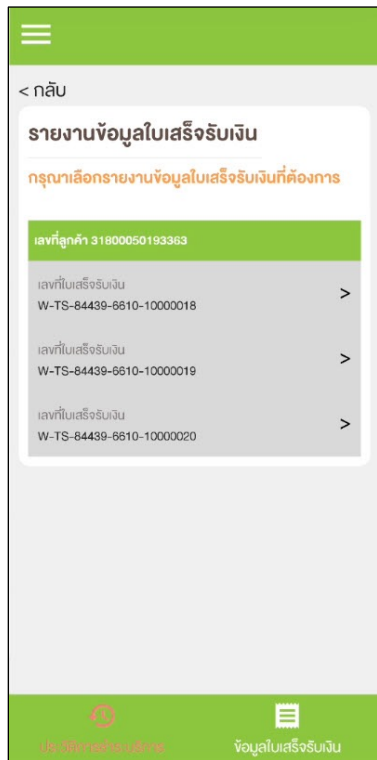 < กลับ
รายงานข้อมูลใบเสร็จรับเงิน
กรุณาเลือกรายงานข้อมูลใบเสร็จรับเงินที่ต้องการ
เลขที่ลูกค้า 31800050193363
เลขที่ใบเสร็จรับเงิน
W-TS-84439-6610-10000018
>
เลขที่ใบเสร็จรับเงิน
W-TS-84439-6610-10000019
>
เลขที่ใบเสร็จรับเงิน
W-TS-84439-6610-10000020
>
ข้อมูลใบเสร็จรับเงิน